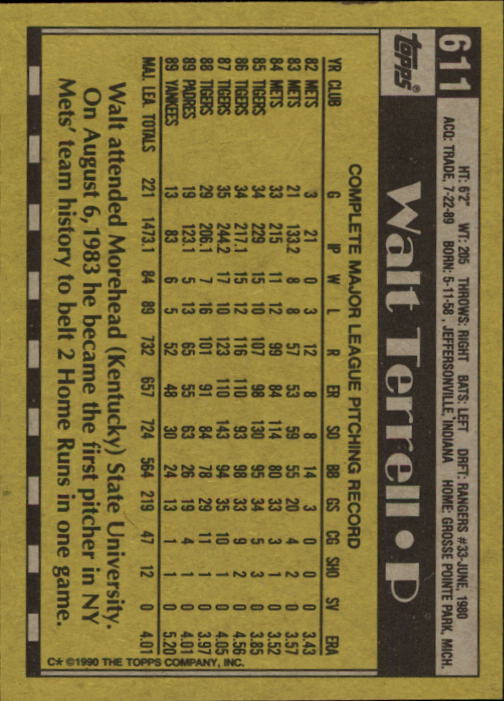 611
topps®
HT: 6'2" WT: 205 THROWS: RIGHT BATS: LEFT DRFT: RANGERS #33-JUNE, 1980
ACQ: TRADE, 7-22-89 BORN: 5-11-58, JEFFERSONVILLE, INDIANA HOME: GROSSE POINTE PARK, MICH.
Walt Terrell • P
COMPLETE MAJOR LEAGUE PITCHING RECORD
YR CLUB G IP W L R ER SO BB GS CG SHO SV ERA
82 METS 3 21 0 3 12 8 8 14 3 0 0 0 3.43
83 METS 21 133.2 8 8 57 53 59 55 20 4 2 0 3.57
84 METS 33 215 11 12 99 84 114 80 33 3 1 0 3.52
85 TIGERS 34 229 15 10 107 98 130 95 34 5 3 0 3.85
86 TIGERS 34 217.1 15 12 116 110 93 98 33 9 2 0 4.56
87 TIGERS 35 244.2 17 10 123 110 143 94 35 10 1 0 4.05
88 TIGERS 29 206.1 7 16 101 91 84 78 29 11 1 0 3.97
89 PADRES 19 123.1 5 13 65 55 63 26 19 4 1 0 4.01
89 YANKEES 13 83 6 5 52 48 30 24 13 1 1 0 5.20
MAJ. LEA. TOTALS 221 1473.1 84 89 732 657 724 564 219 47 12 0 4.01
Walt attended Morehead (Kentucky) State University.
On August 6, 1983 he became the first pitcher in NY
Mets' team history to belt 2 Home Runs in one game.
C* ©1990 THE TOPPS COMPANY, INC.